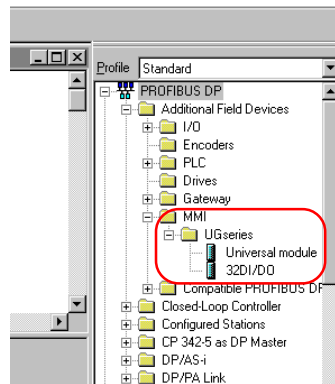 Profile Standard
PROFIBUS DP
Additional Field Devices
I/O
Encoders
PLC
Drives
Gateway
MMI
UGseries
Universal module
32DI/DO
Compatible PROFIBUS DP
Closed-Loop Controller
Configured Stations
CP 342-5 as DP Master
DP/AS-i
DP/PA Link